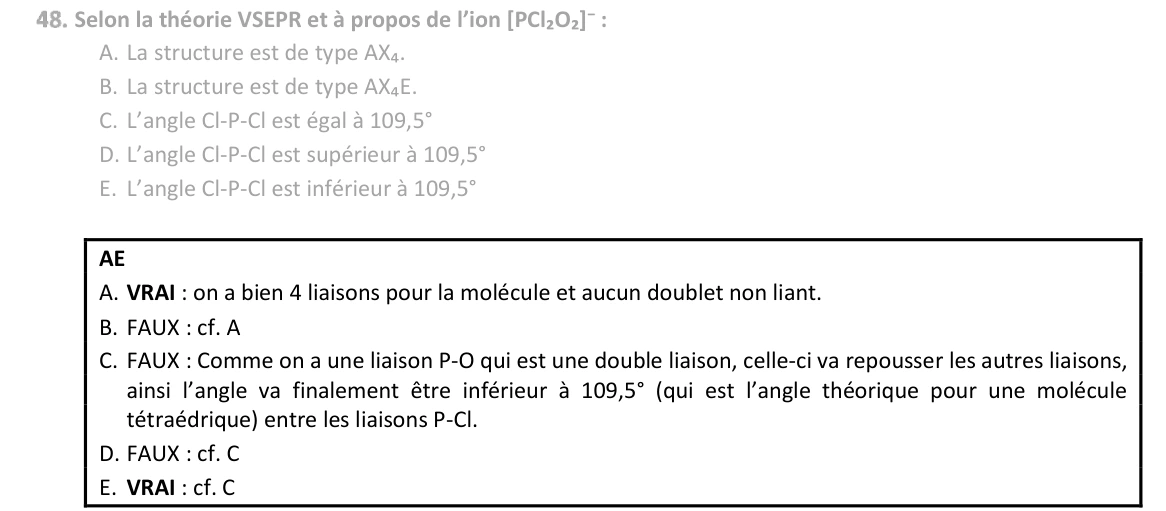 48. Selon la théorie VSEPR et à propos de l’ion [PCl₂O₂]⁻ :
A. La structure est de type AX₄.
B. La structure est de type AX₄E.
C. L’angle Cl-P-Cl est égal à 109,5°
D. L’angle Cl-P-Cl est supérieur à 109,5°
E. L’angle Cl-P-Cl est inférieur à 109,5°
AE
A. VRAI : on a bien 4 liaisons pour la molécule et aucun doublet non liant.
B. FAUX : cf. A
C. FAUX : Comme on a une liaison P-O qui est une double liaison, celle-ci va repousser les autres liaisons,
ainsi l’angle va finalement être inférieur à 109,5° (qui est l’angle théorique pour une molécule
tétraédrique) entre les liaisons P-Cl.
D. FAUX : cf. C
E. VRAI : cf. C